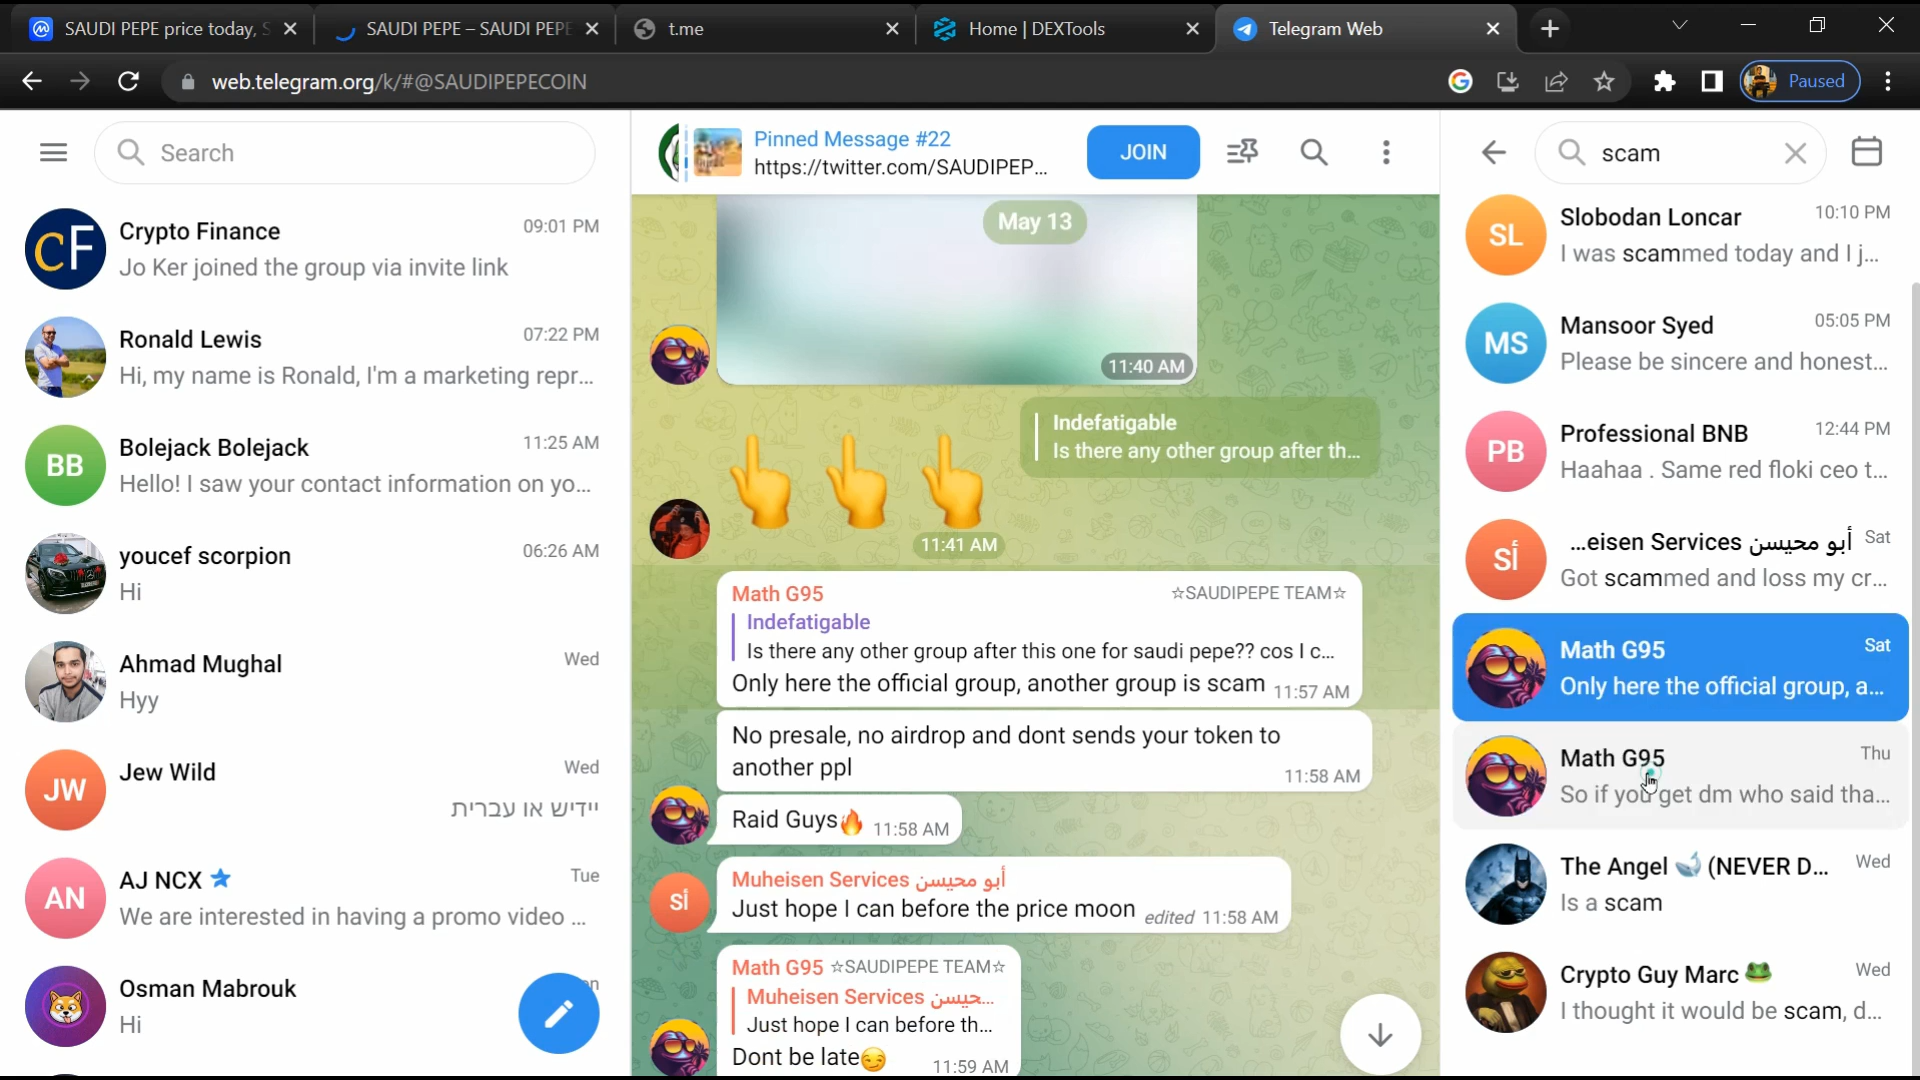 SAUDI PEPE price today, S
SAUDI PEPE – SAUDI PEPE
t.me
Home | DEXTools
Telegram Web
web.telegram.org/k/#@SAUDIPEPECOIN
Paused
Search
Crypto Finance 09:01 PM
Jo Ker joined the group via invite link
Ronald Lewis 07:22 PM
Hi, my name is Ronald, I'm a marketing repr...
BB
Bolejack Bolejack 11:25 AM
Hello! I saw your contact information on yo...
youcef scorpion 06:26 AM
Hi
Ahmad Mughal Wed
Hyy
JW
Jew Wild Wed
יידיש או עברית
AN
AJ NCX Tue
We are interested in having a promo video ...
Osman Mabrouk
Hi
Pinned Message #22
https://twitter.com/SAUDIPEP...
JOIN
May 13
11:40 AM
Indefatigable
Is there any other group after th...
👆👆👆
11:41 AM
Math G95 ☆SAUDIPEPE TEAM☆
Indefatigable
Is there any other group after this one for saudi pepe?? cos I c...
Only here the official group, another group is scam 11:57 AM
No presale, no airdrop and dont sends your token to
another ppl 11:58 AM
Raid Guys🔥 11:58 AM
سأ
Muheisen Services أبو محيسن
Just hope I can before the price moon edited 11:58 AM
Math G95 ☆SAUDIPEPE TEAM☆
Muheisen Services ...حيسن
Just hope I can before th...
Dont be late😏 11:59 AM
scam
SL
Slobodan Loncar 10:10 PM
I was scammed today and I j...
MS
Mansoor Syed 05:05 PM
Please be sincere and honest...
PB
Professional BNB 12:44 PM
Haahaa . Same red floki ceo t...
...eisen Services أبو محيسن Sat
Got scammed and loss my cr...
Math G95 Sat
Only here the official group, a...
Math G95 Thu
So if you get dm who said tha...
The Angel 🐋 (NEVER D... Wed
Is a scam
Crypto Guy Marc 🐸 Wed
I thought it would be scam, d...